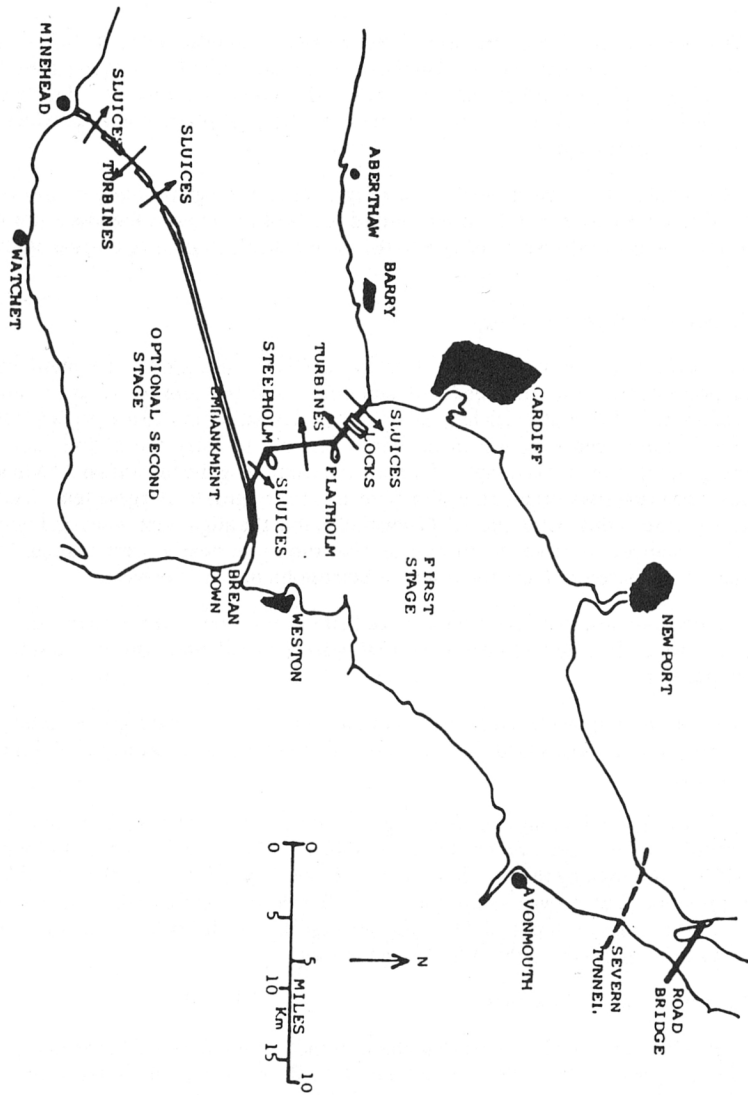 MINEHEAD
SLUICES
TURBINES
SLUICES
WATCHET
ABERTHAW
BARRY
OPTIONAL SECOND
STAGE
EMBANKMENT
STEEPHOLM
TURBINES
FLATHOLM
LOCKS
SLUICES
SLUICES
CARDIFF
BREAN
DOWN
WESTON
FIRST
STAGE
NEWPORT
AVONMOUTH
SEVERN
TUNNEL
ROAD
BRIDGE
N
0 5 10
MILES
0 5 10 15
Km